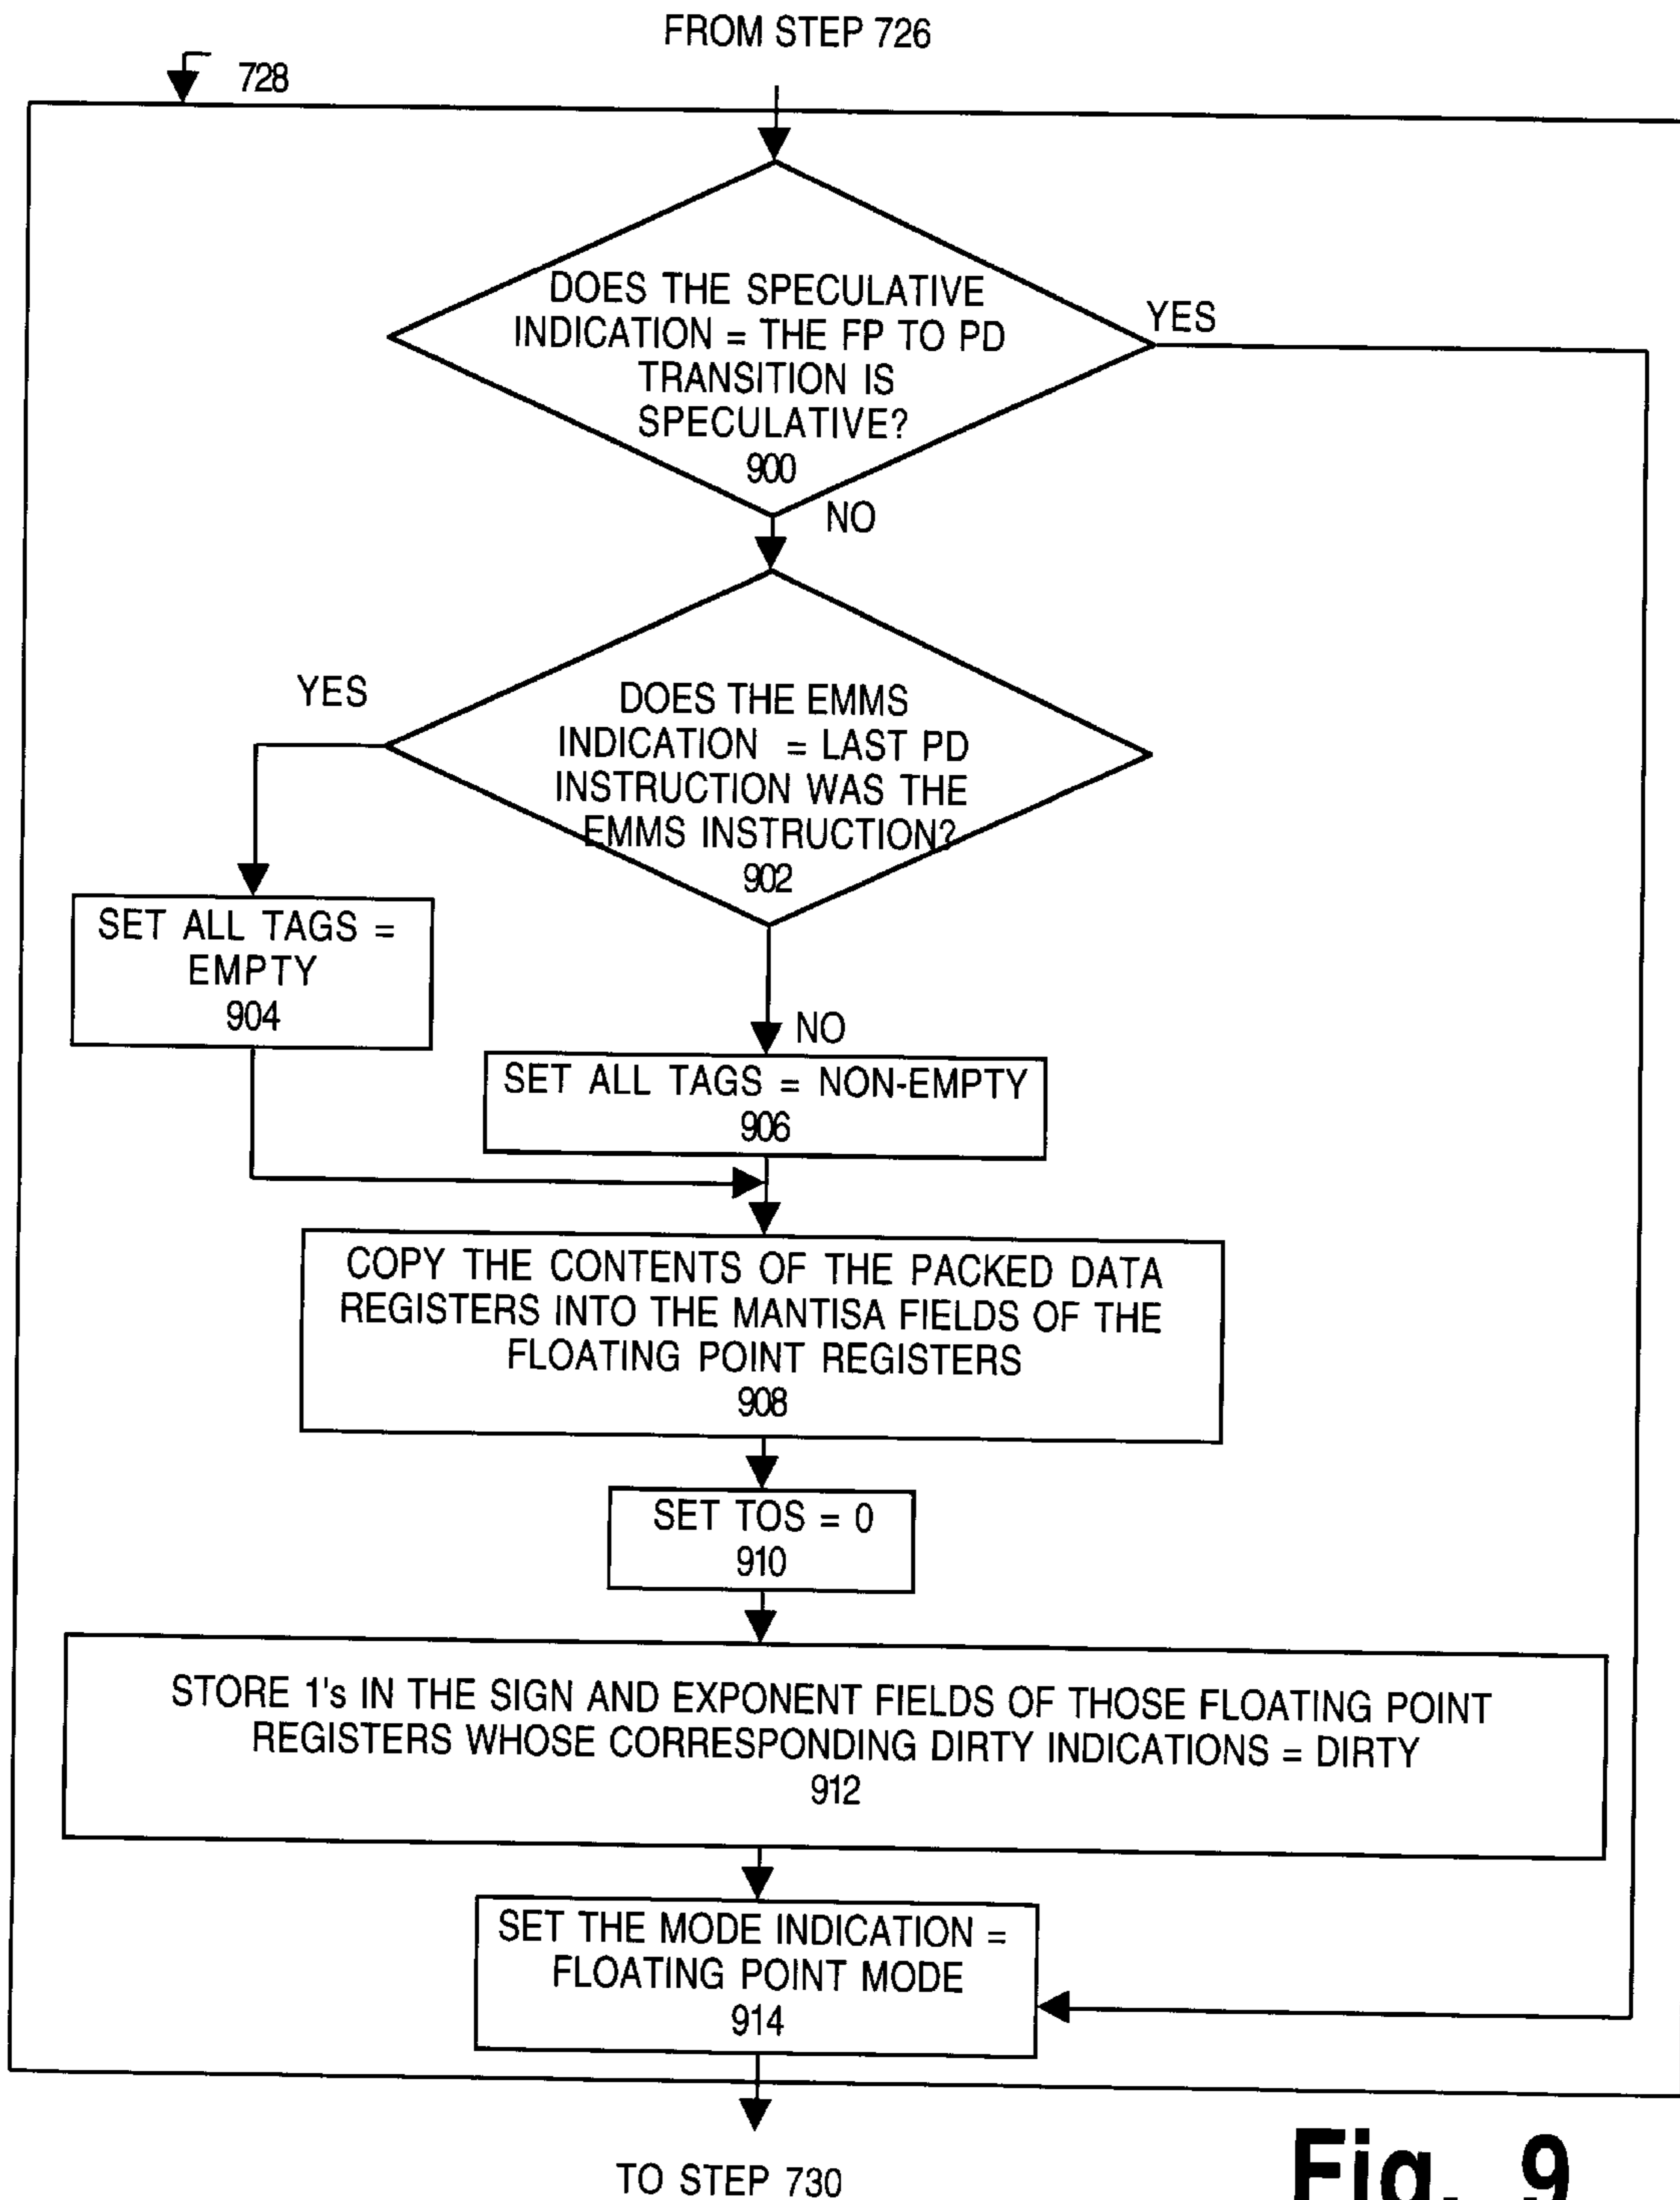 FROM STEP 726
728
DOES THE SPECULATIVE
INDICATION = THE FP TO PD
TRANSITION IS
SPECULATIVE?
900
YES
NO
YES
DOES THE EMMS
INDICATION = LAST PD
INSTRUCTION WAS THE
EMMS INSTRUCTION?
902
SET ALL TAGS =
EMPTY
904
NO
SET ALL TAGS = NON-EMPTY
906
COPY THE CONTENTS OF THE PACKED DATA
REGISTERS INTO THE MANTISA FIELDS OF THE
FLOATING POINT REGISTERS
908
SET TOS = 0
910
STORE 1's IN THE SIGN AND EXPONENT FIELDS OF THOSE FLOATING POINT
REGISTERS WHOSE CORRESPONDING DIRTY INDICATIONS = DIRTY
912
SET THE MODE INDICATION =
FLOATING POINT MODE
914
TO STEP 730
Fig. 9